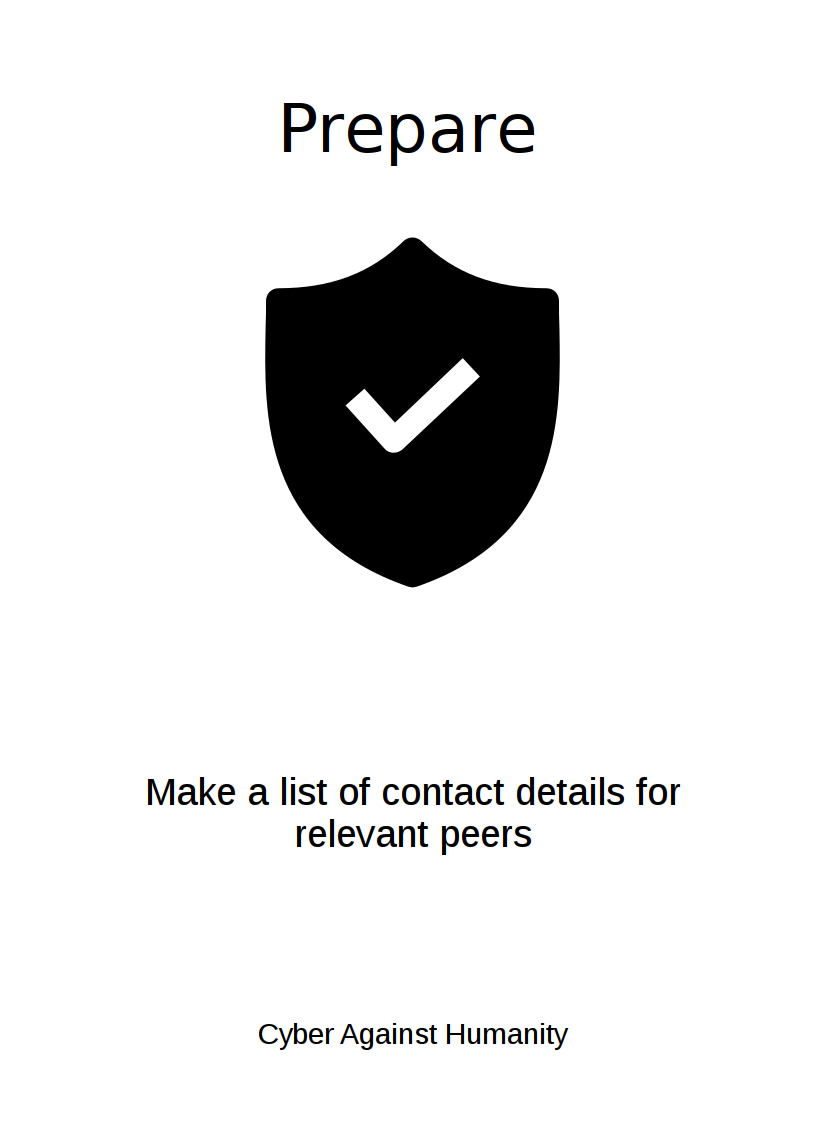 Prepare
Make a list of contact details for
relevant peers
Cyber Against Humanity